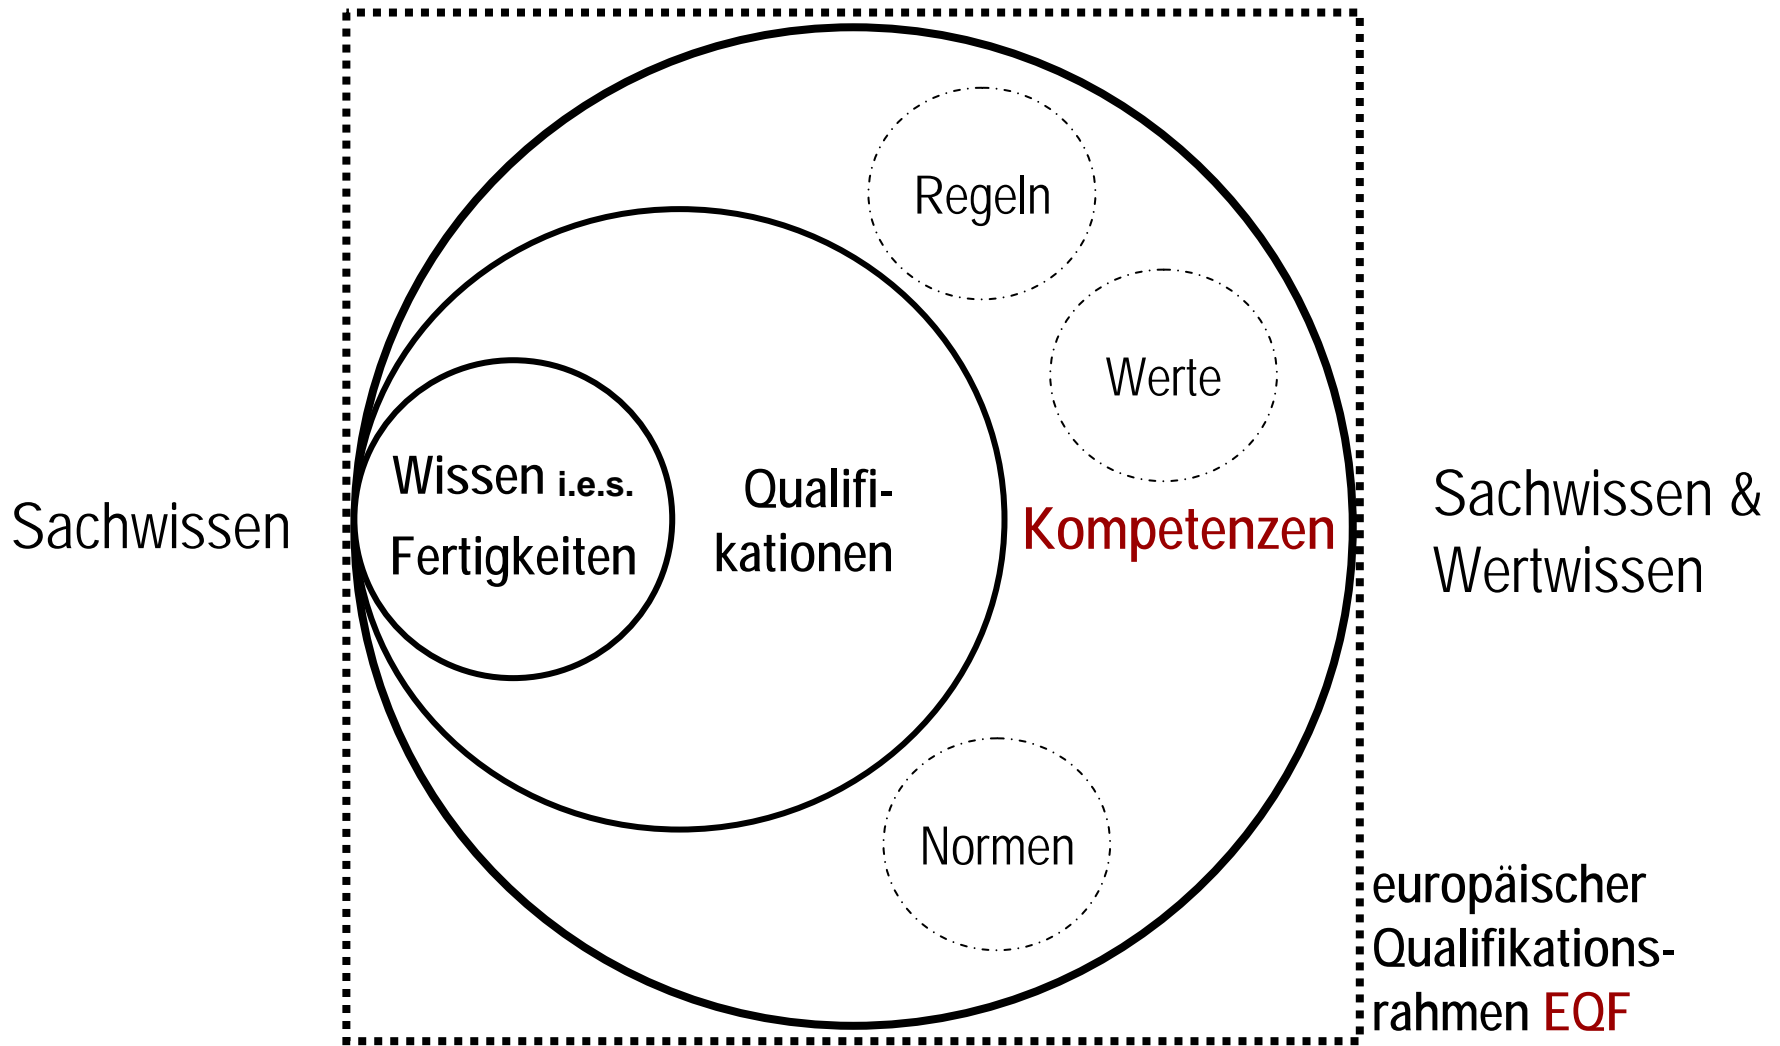 Regeln
Werte
Wissen i.e.s.
Fertigkeiten
Qualifi-
kationen
Kompetenzen
Sachwissen
Sachwissen &
Wertwissen
Normen
europäischer
Qualifikations-
rahmen EQF